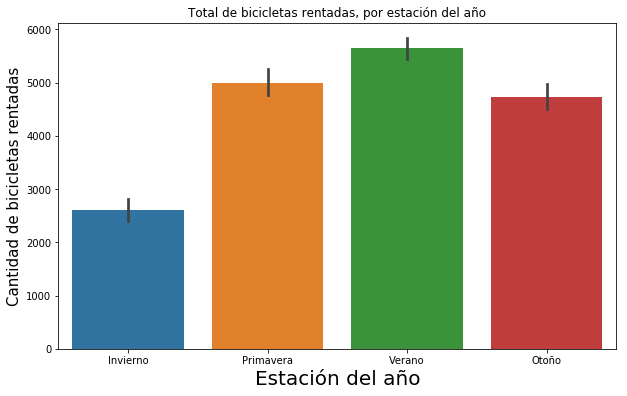 Total de bicicletas rentadas, por estación del año
Cantidad de bicicletas rentadas
6000
5000
4000
3000
2000
1000
0
Invierno
Primavera
Verano
Otoño
Estación del año